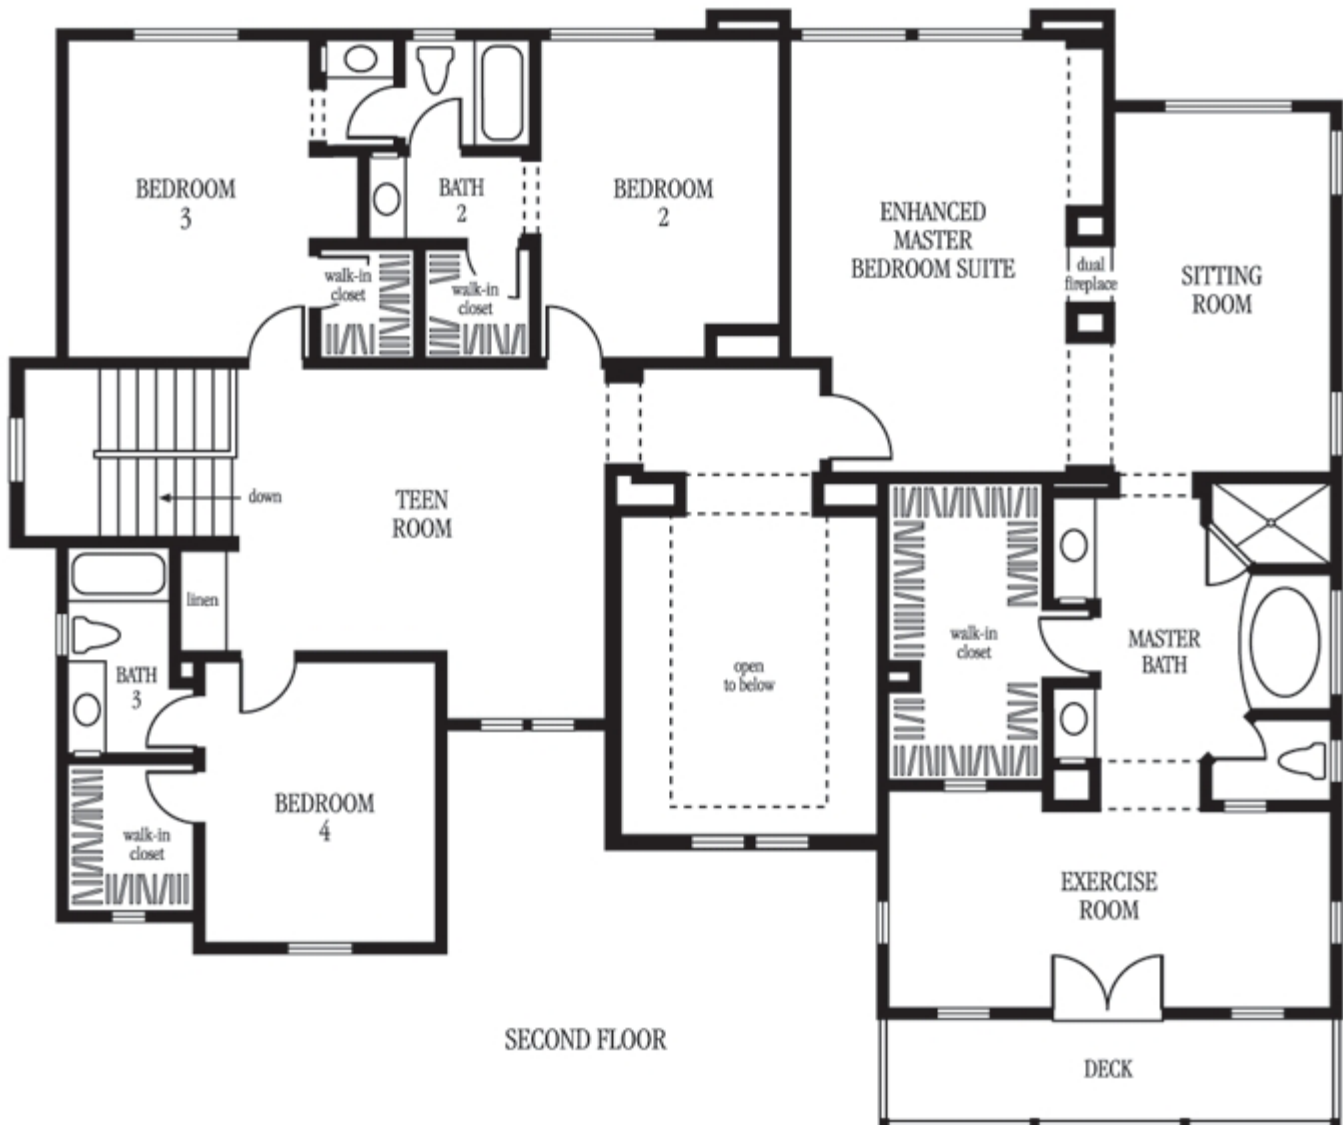 BEDROOM
3
BATH
2
BEDROOM
2
ENHANCED
MASTER
BEDROOM SUITE
dual
fireplace
SITTING
ROOM
walk-in
closet
walk-in
closet
down
TEEN
ROOM
linen
BATH
3
open
to below
walk-in
closet
MASTER
BATH
BEDROOM
4
walk-in
closet
EXERCISE
ROOM
SECOND FLOOR
DECK